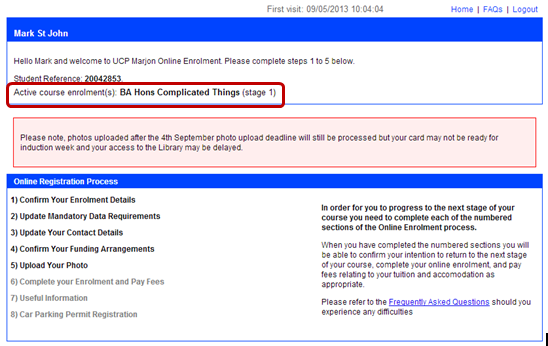 First visit: 09/05/2013 10:04:04
Home | FAQs | Logout
Mark St John
Hello Mark and welcome to UCP Marjon Online Enrolment. Please complete steps 1 to 5 below.
Student Reference: 20042853.
Active course enrolment(s): BA Hons Complicated Things (stage 1)
Please note, photos uploaded after the 4th September photo upload deadline will still be processed but your card may not be ready for
induction week and your access to the Library may be delayed.
Online Registration Process
1) Confirm Your Enrolment Details
2) Update Mandatory Data Requirements
3) Update Your Contact Details
4) Confirm Your Funding Arrangements
5) Upload Your Photo
6) Complete your Enrolment and Pay Fees
7) Useful Information
8) Car Parking Permit Registration
In order for you to progress to the next stage of your
course you need to complete each of the numbered
sections of the Online Enrolment process.
When you have completed the numbered sections you will
be able to confirm your intention to return to the next stage
of your course, complete your online enrolment, and pay
fees relating to your tuition and accomodation as
appropriate.
Please refer to the Frequently Asked Questions should you
experience any difficulties